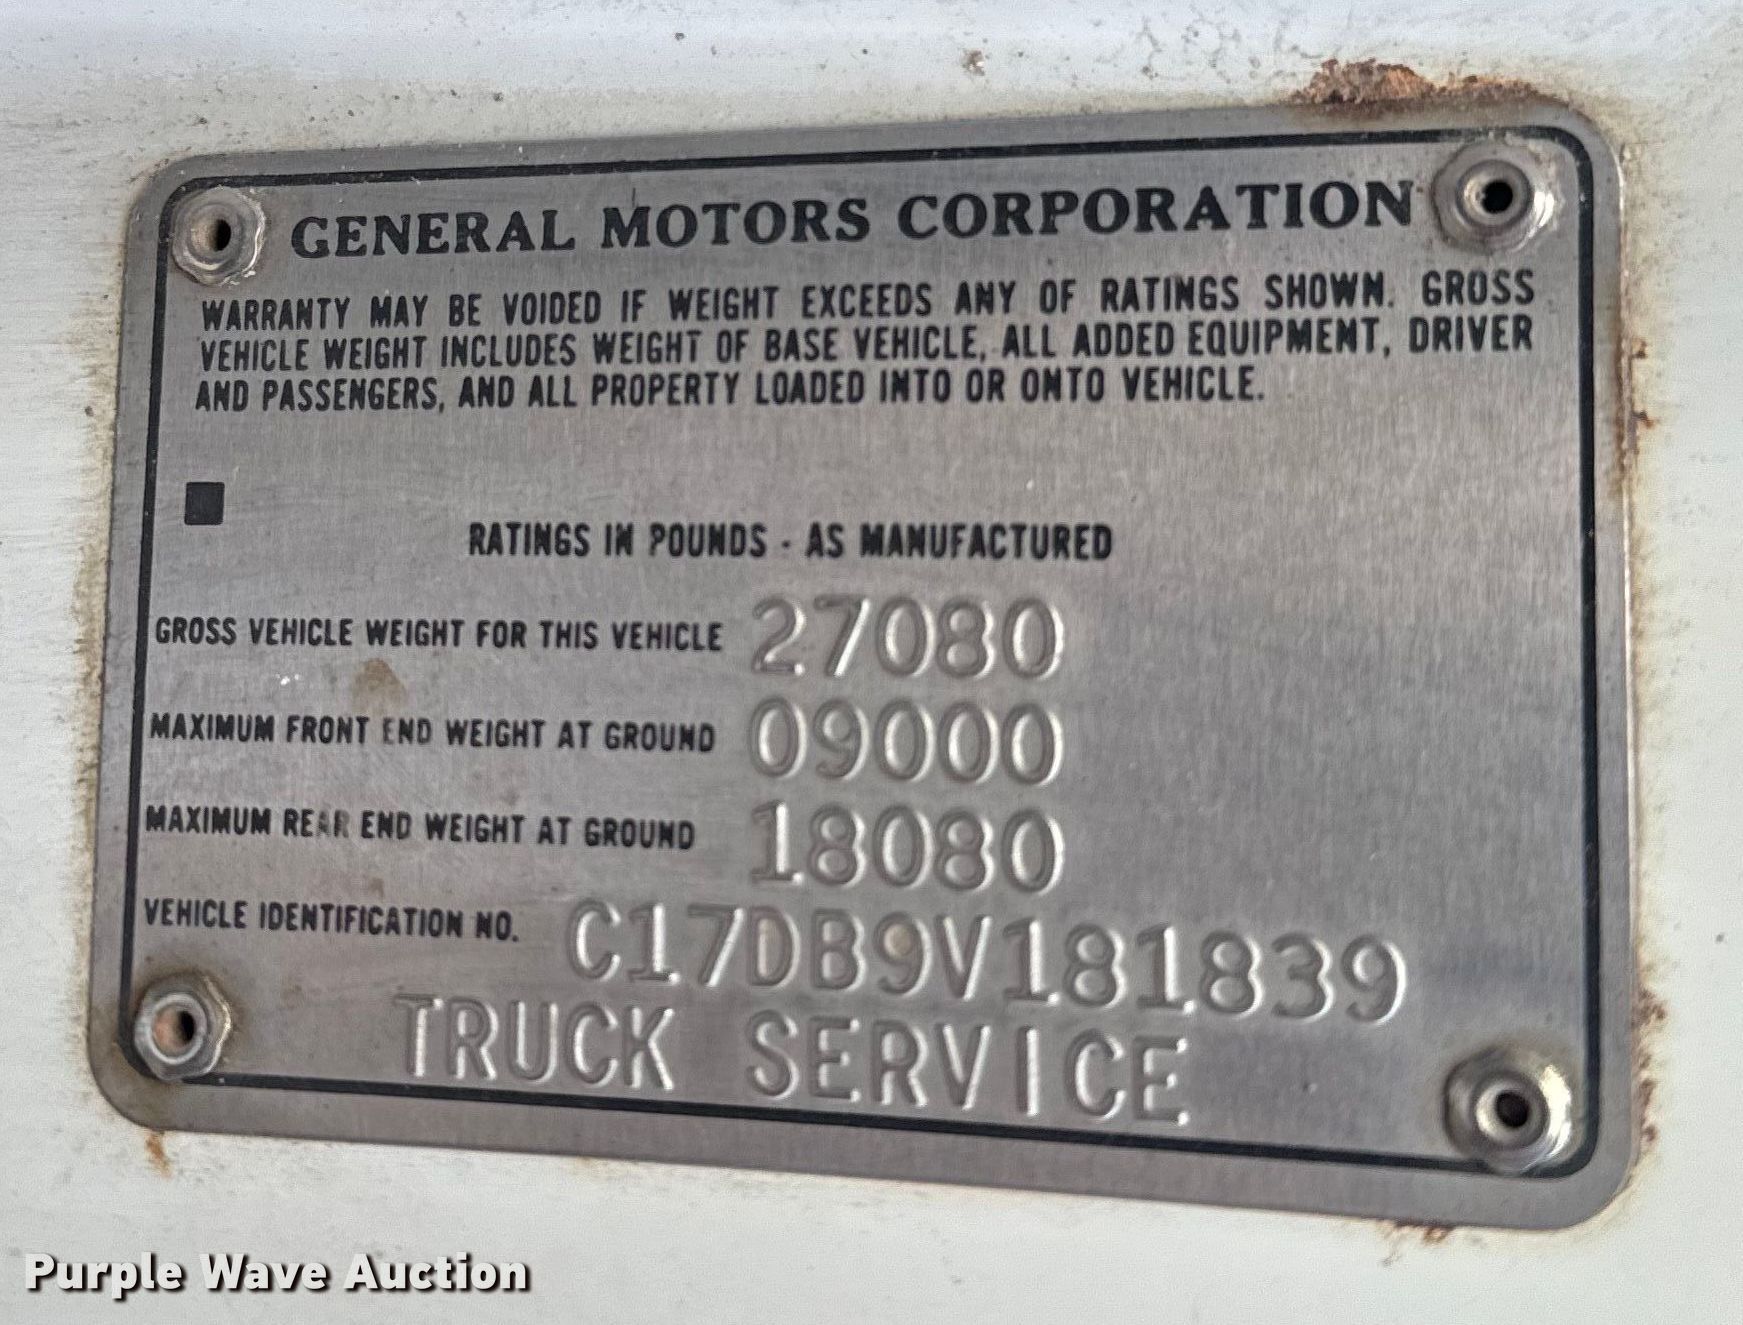 GENERAL MOTORS CORPORATION
WARRANTY MAY BE VOIDED IF WEIGHT EXCEEDS ANY OF RATINGS SHOWN. GROSS
VEHICLE WEIGHT INCLUDES WEIGHT OF BASE VEHICLE, ALL ADDED EQUIPMENT, DRIVER
AND PASSENGERS, AND ALL PROPERTY LOADED INTO OR ONTO VEHICLE.
RATINGS IN POUNDS - AS MANUFACTURED
GROSS VEHICLE WEIGHT FOR THIS VEHICLE 27080
MAXIMUM FRONT END WEIGHT AT GROUND 09000
MAXIMUM REAR END WEIGHT AT GROUND 18080
VEHICLE IDENTIFICATION NO. C17DB9V181839
TRUCK SERVICE
Purple Wave Auction